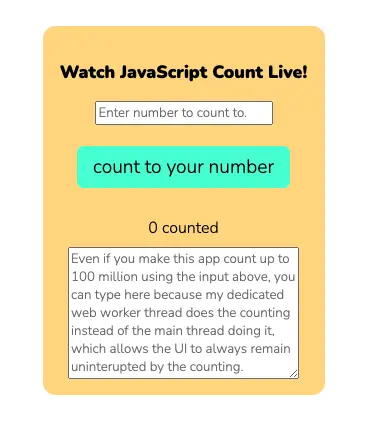 Watch JavaScript Count Live!
Enter number to count to.
count to your number
0 counted
Even if you make this app count up to
100 million using the input above, you
can type here because my dedicated
web worker thread does the counting
instead of the main thread doing it,
which allows the UI to always remain
uninterupted by the counting.